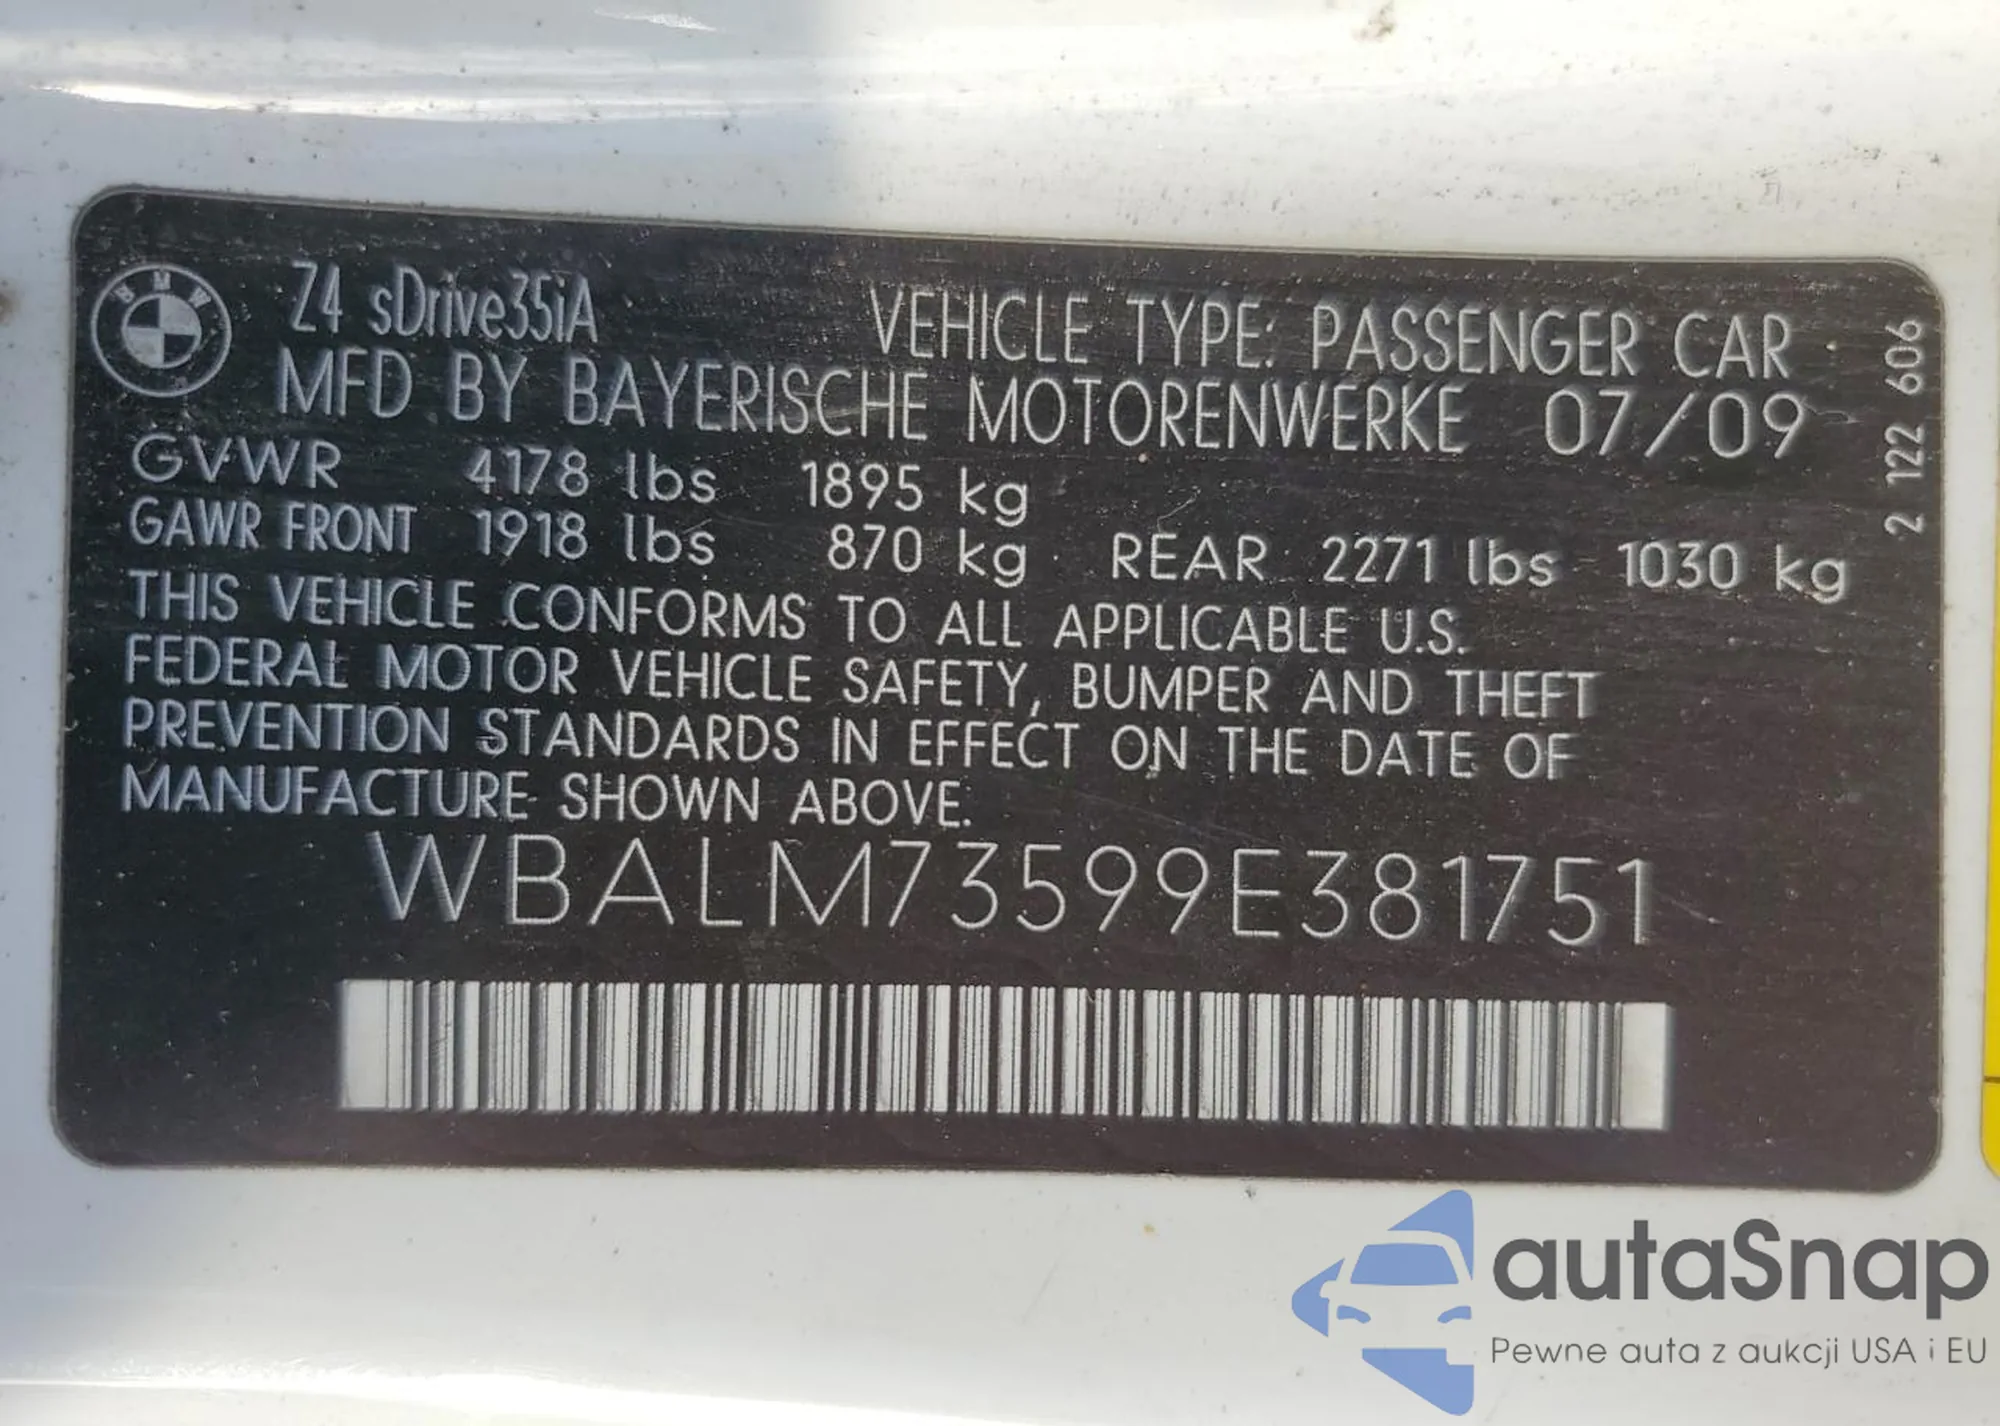 BMW
Z4 sDrive35iA
VEHICLE TYPE: PASSENGER CAR
MFD BY BAYERISCHE MOTORENWERKE 07/09
GVWR 4178 lbs 1895 kg
GAWR FRONT 1918 lbs 870 kg REAR 2271 lbs 1030 kg
THIS VEHICLE CONFORMS TO ALL APPLICABLE U.S.
FEDERAL MOTOR VEHICLE SAFETY, BUMPER AND THEFT
PREVENTION STANDARDS IN EFFECT ON THE DATE OF
MANUFACTURE SHOWN ABOVE.
WBALM73599E381751
2 122 606
autaSnap
Pewne auta z aukcji USA i EU